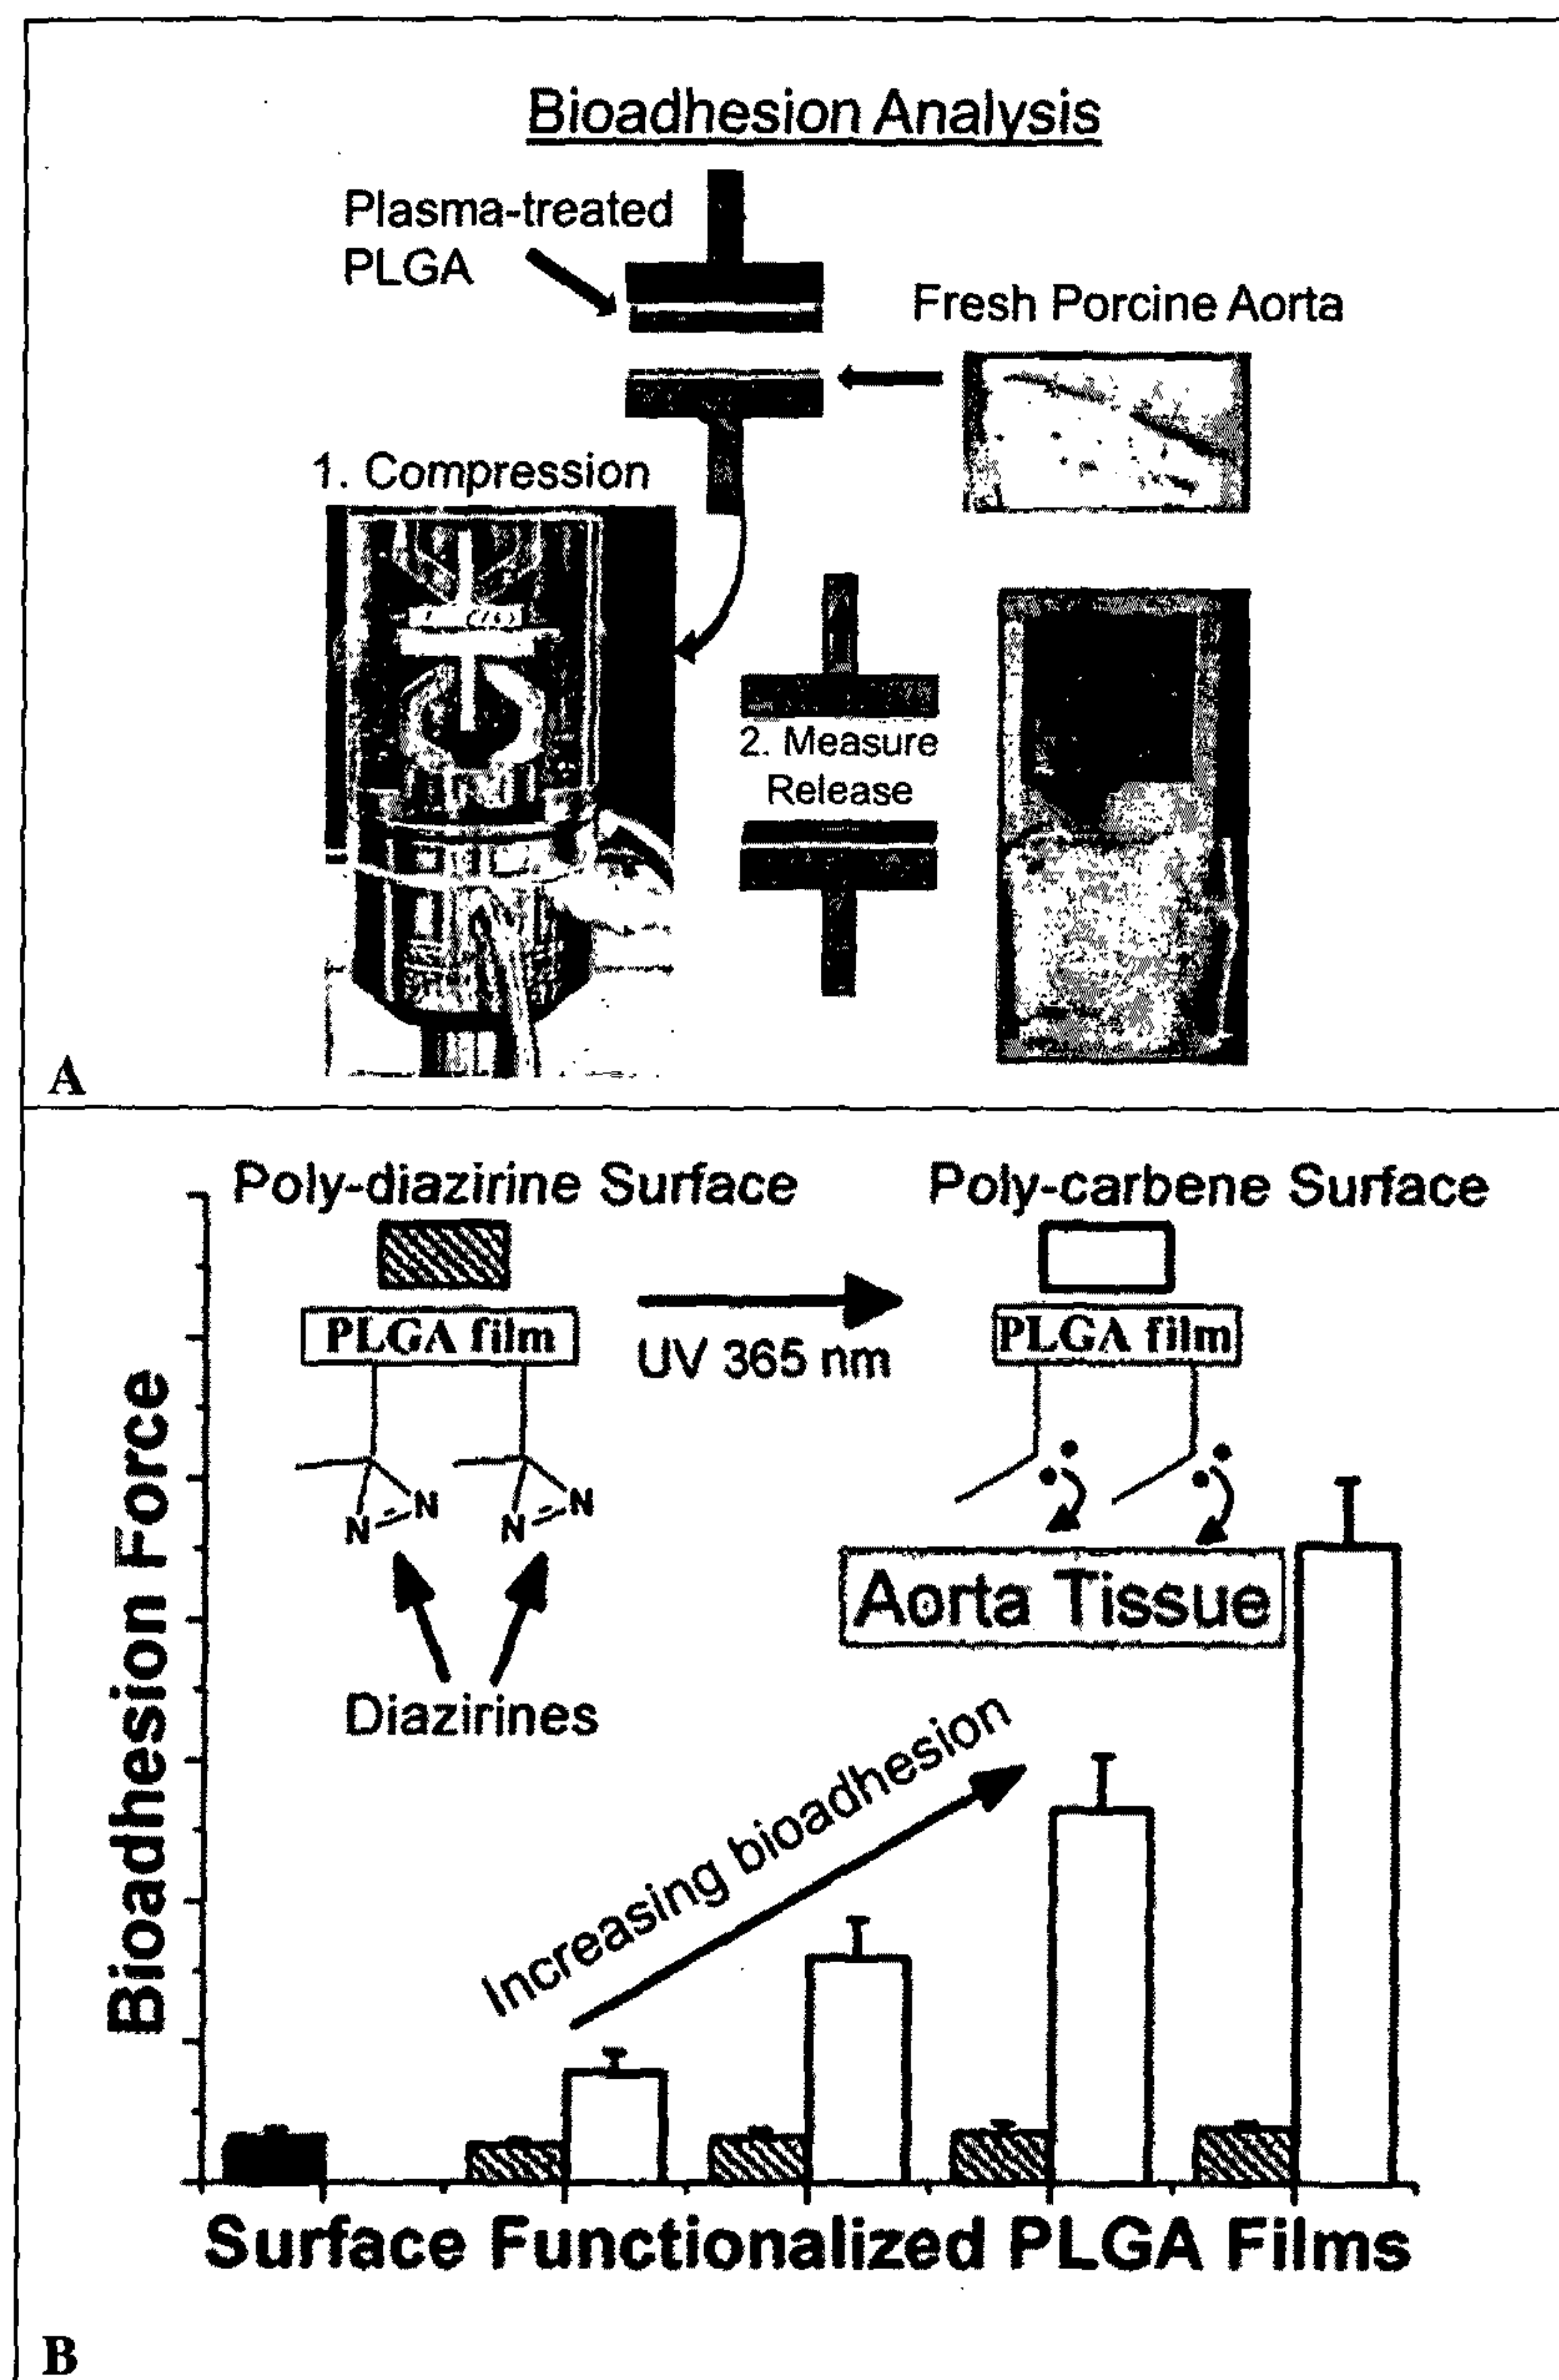 Bioadhesion Analysis
Plasma-treated
PLGA
Fresh Porcine Aorta
1. Compression
2. Measure
Release
A
Poly-diazirine Surface
Poly-carbene Surface
PLGA film
UV 365 nm
PLGA film
N
N
N
N
Aorta Tissue
Diazirines
Increasing bioadhesion
Bioadhesion Force
Surface Functionalized PLGA Films
B